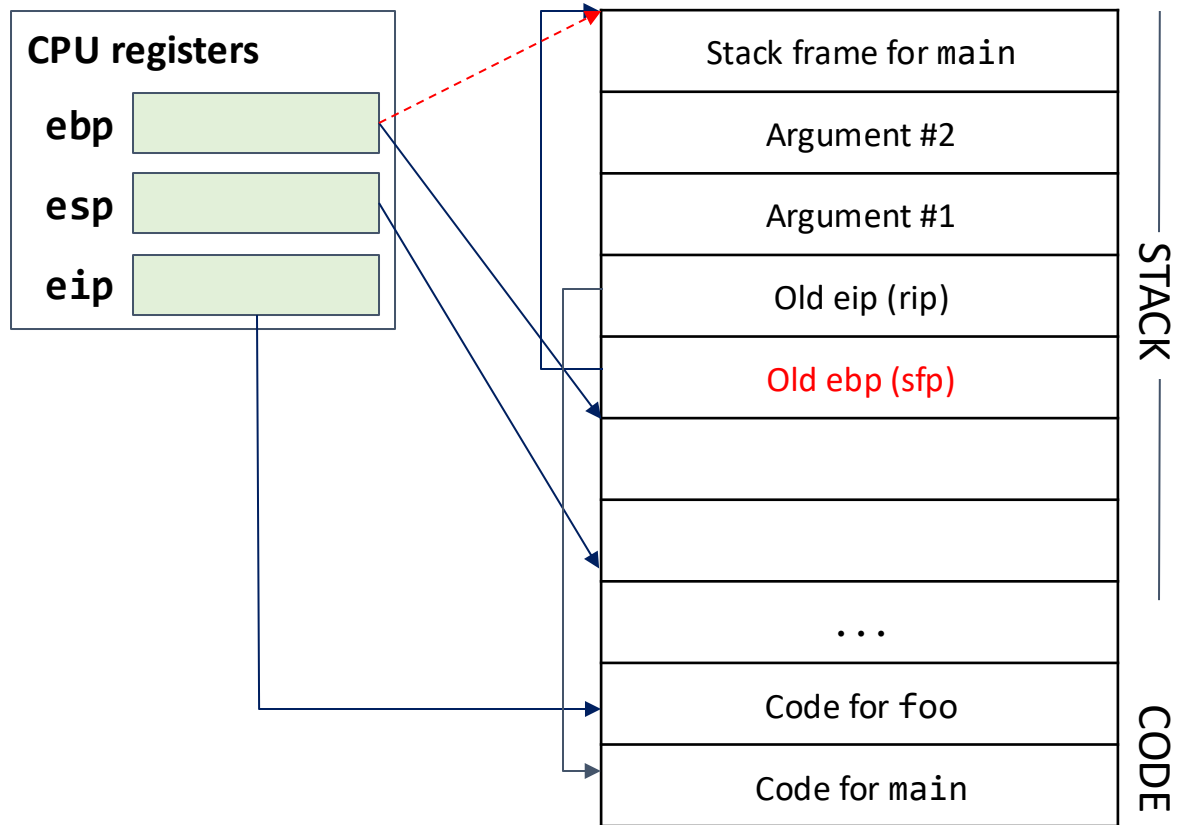 CPU registers
ebp
esp
eip
Stack frame for main
Argument #2
Argument #1
Old eip (rip)
Old ebp (sfp)
...
Code for foo
Code for main
STACK
CODE